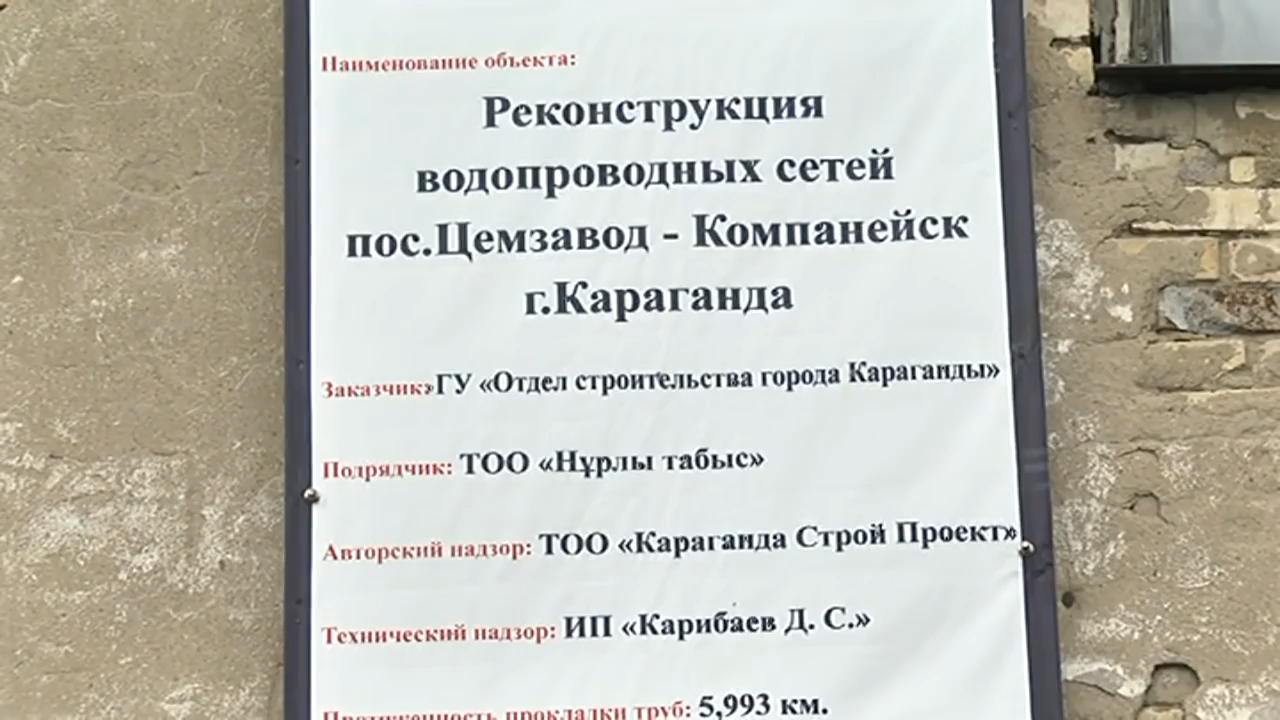 Наименование объекта:
Реконструкция
водопроводных сетей
пос.Цемзавод - Компанейск
г.Караганда
Заказчик»ГУ «Отдел строительства города Караганды»
Подрядчик: ТОО «Нұрлы табыс»
Авторский надзор: ТОО «Караганда Строй Проект»
Технический надзор: ИП «Карибаев Д. С.»
Протяженность прокладки труб: 5,993 км.